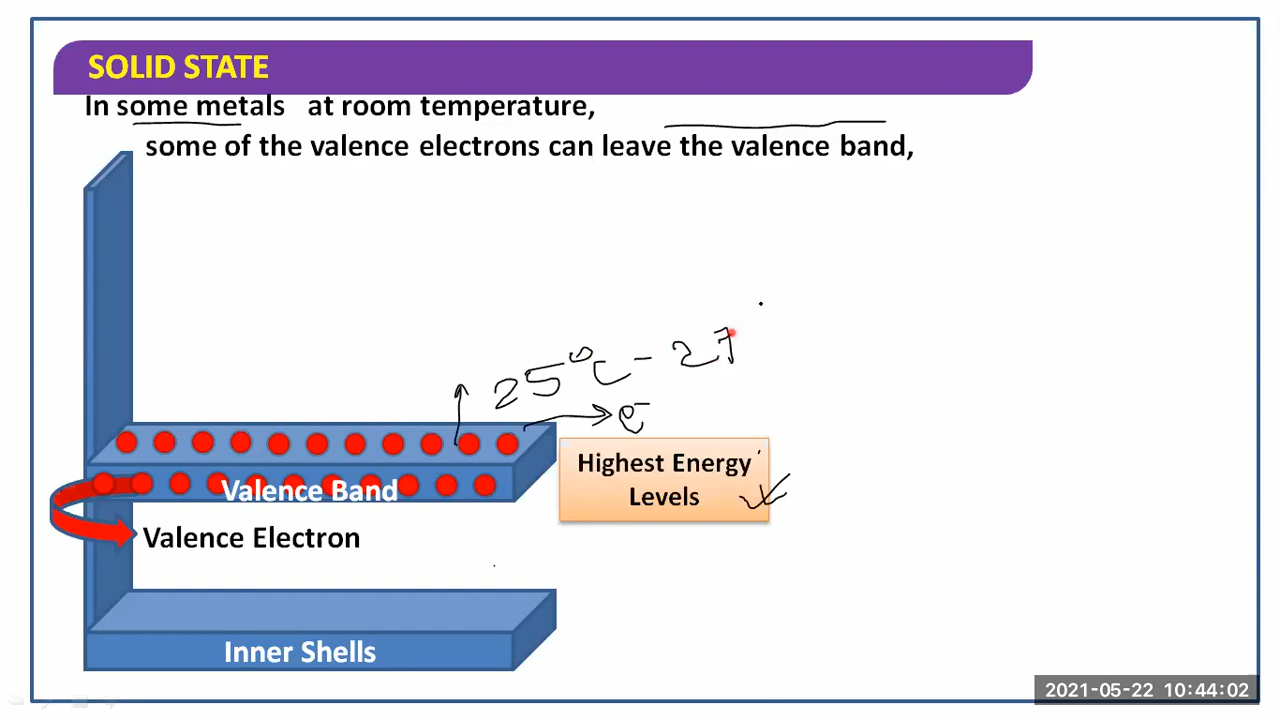 SOLID STATE
In some metals at room temperature,
some of the valence electrons can leave the valence band,
25°C - 27
e-
Highest Energy
Levels
Valence Band
Valence Electron
Inner Shells
2021-05-22 10:44:02